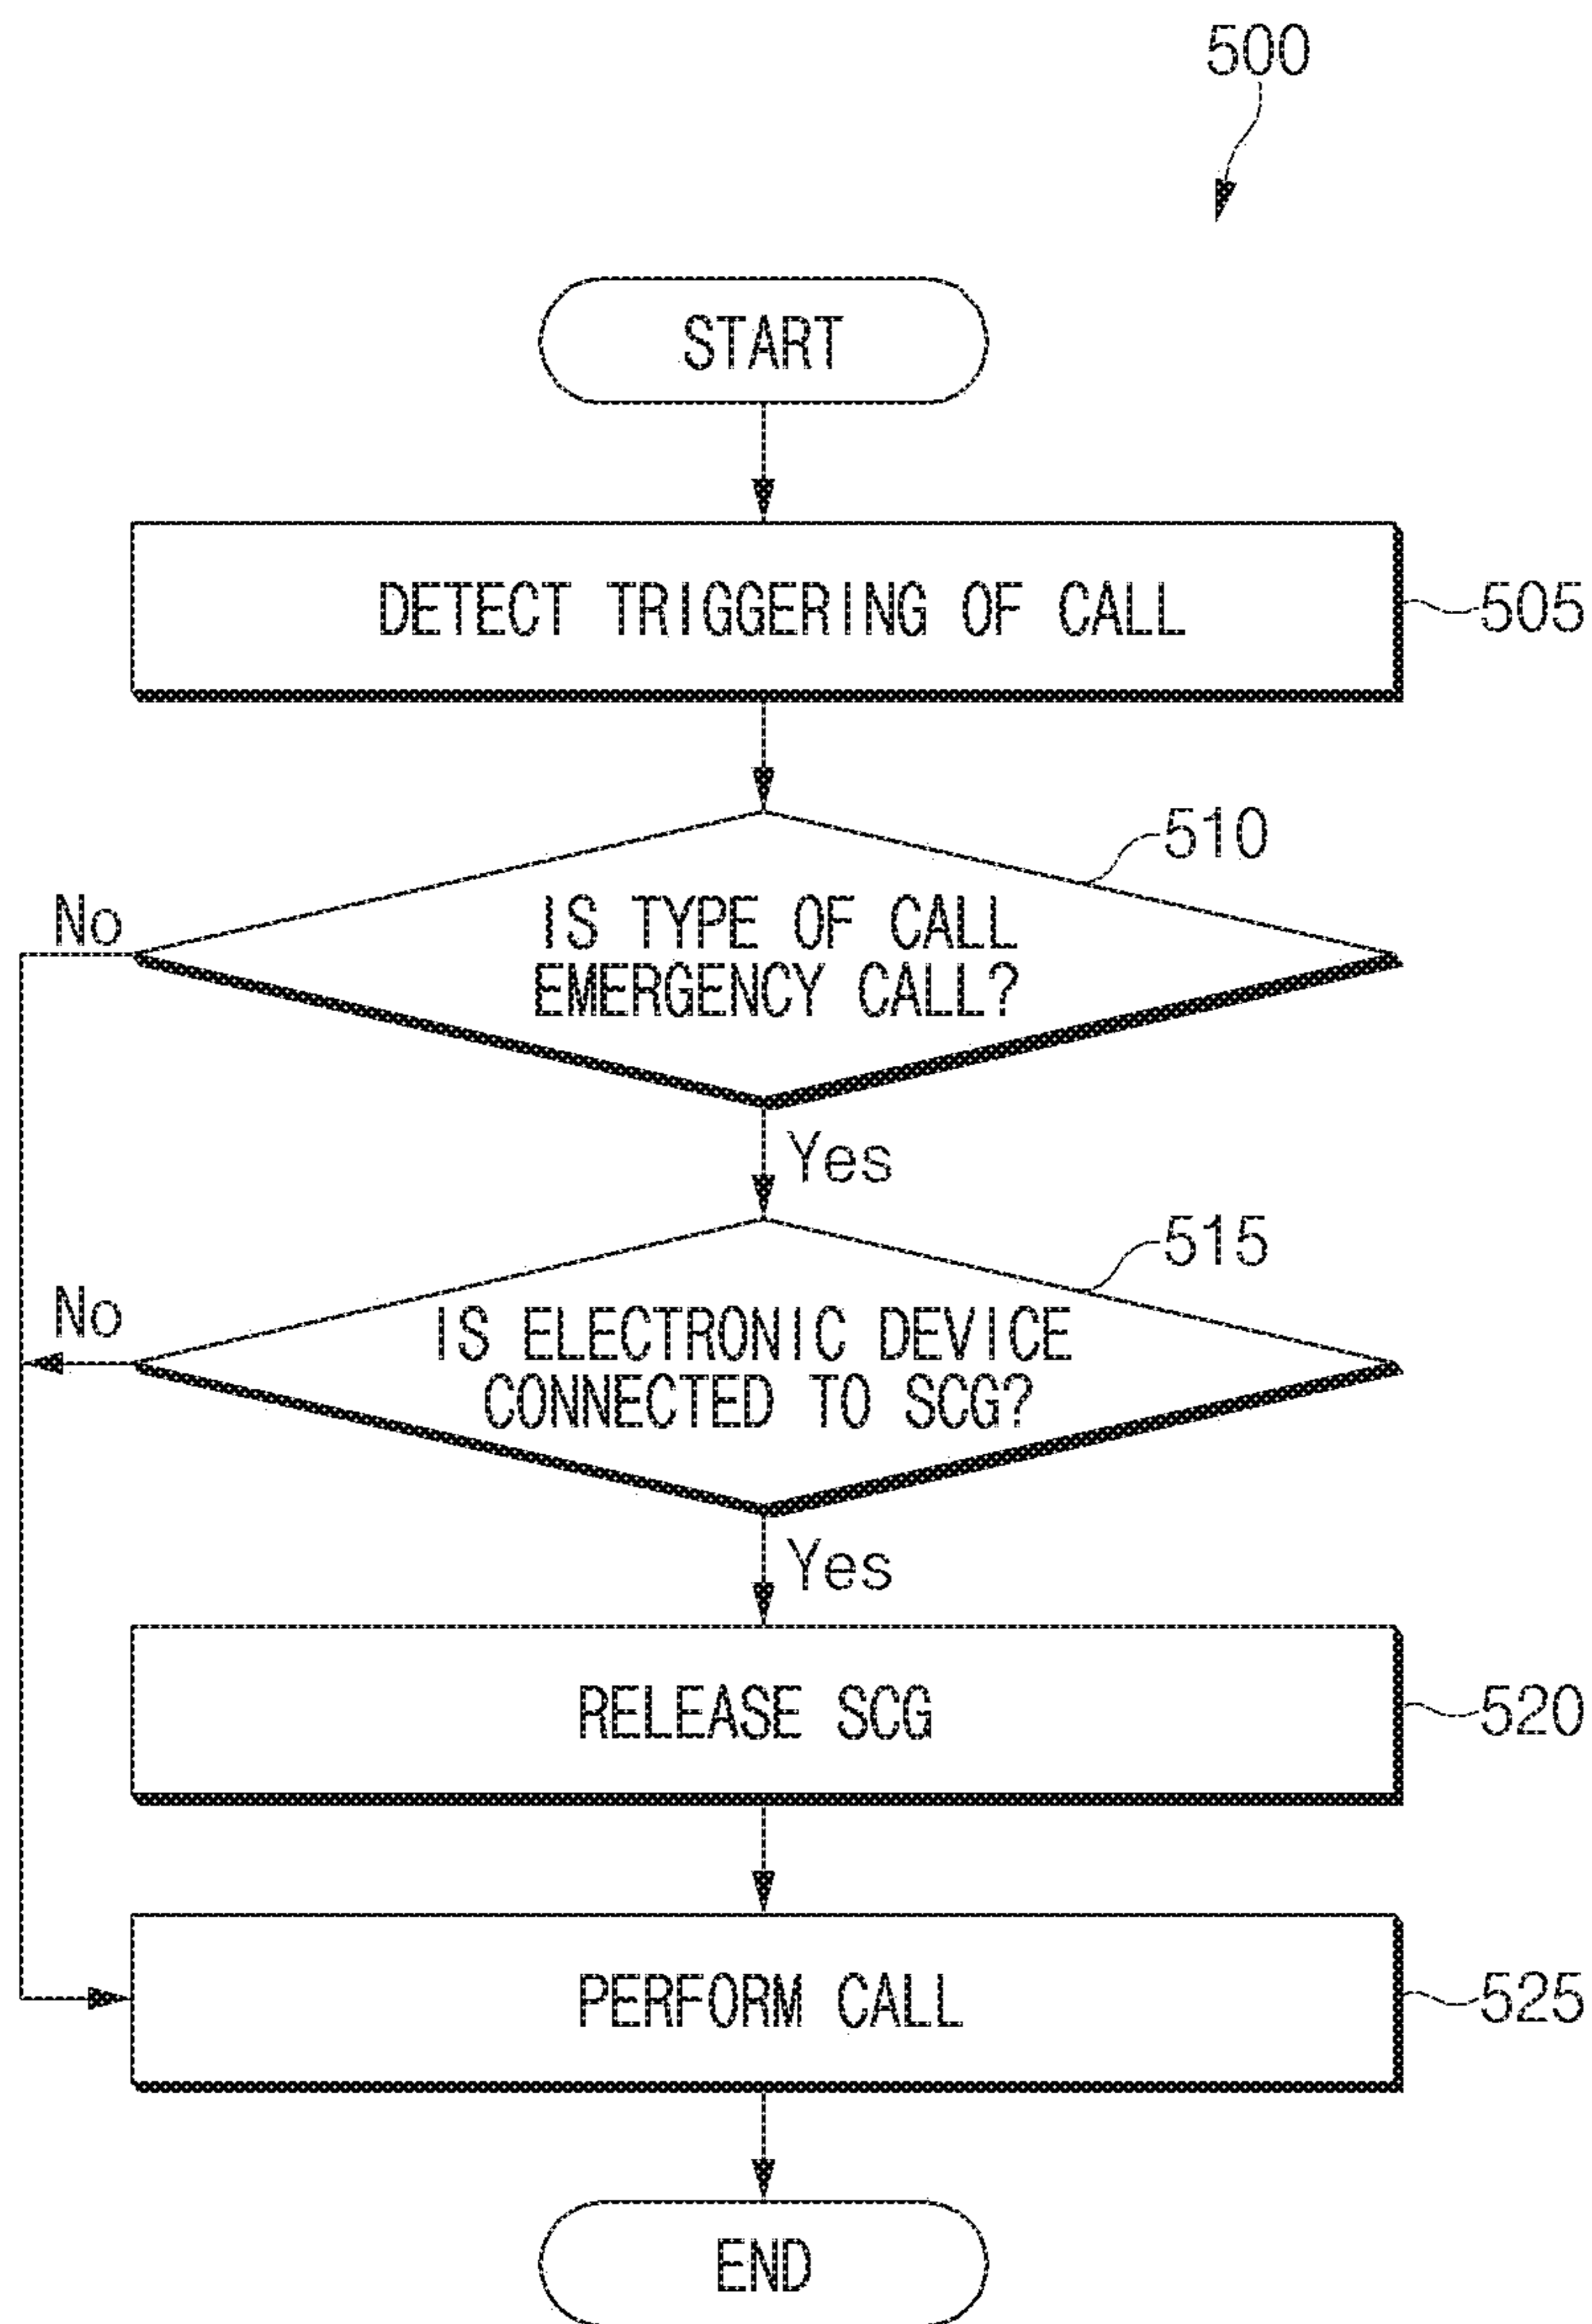 500
START
DETECT TRIGGERING OF CALL
505
510
No
IS TYPE OF CALL
EMERGENCY CALL?
Yes
515
No
IS ELECTRONIC DEVICE
CONNECTED TO SCG?
Yes
RELEASE SCG
520
PERFORM CALL
525
END